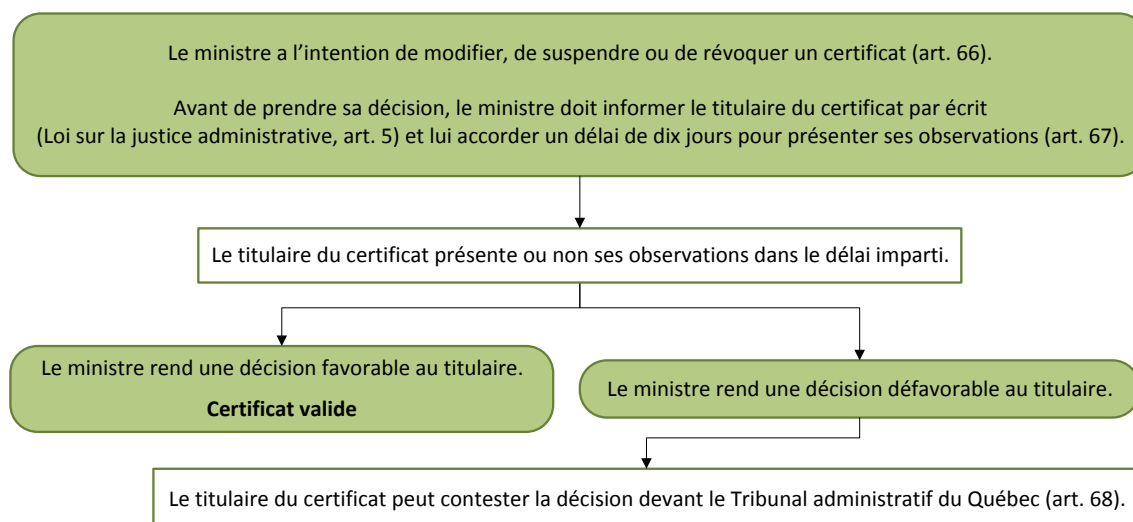 Le ministre a l’intention de modifier, de suspendre ou de révoquer un certificat (art. 66).
Avant de prendre sa décision, le ministre doit informer le titulaire du certificat par écrit
(Loi sur la justice administrative, art. 5) et lui accorder un délai de dix jours pour présenter ses observations (art. 67).
Le titulaire du certificat présente ou non ses observations dans le délai imparti.
Le ministre rend une décision favorable au titulaire.
Certificat valide
Le ministre rend une décision défavorable au titulaire.
Le titulaire du certificat peut contester la décision devant le Tribunal administratif du Québec (art. 68).